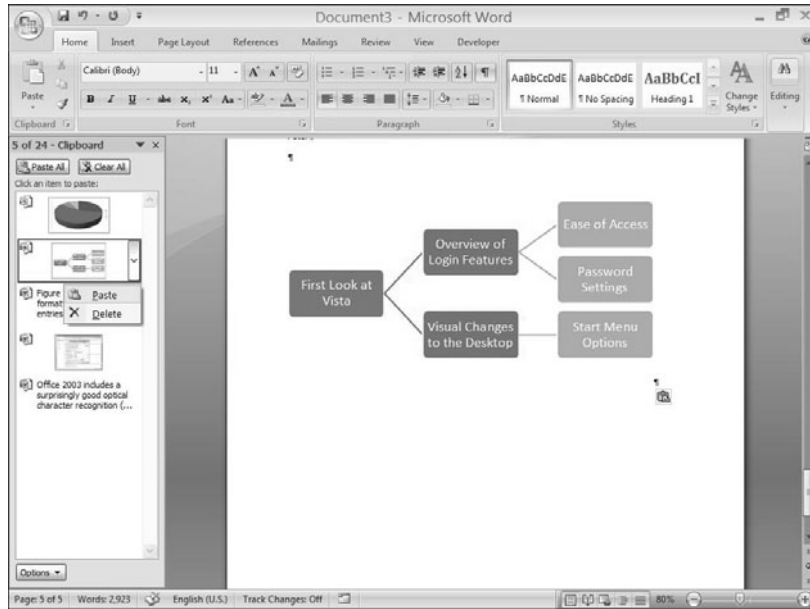 Document3 - Microsoft Word
Home Insert Page Layout References Mailings Review View Developer
Paste
Calibri (Body) 11
B I U abc x₂ x² Aa A
AaBbCcDdE AaBbCcDdE AaBbCcI
¶ Normal ¶ No Spacing Heading 1
Change Styles
Editing
Clipboard Font Paragraph Styles
5 of 24 - Clipboard
Paste All Clear All
Click an item to paste:
Figure
format
entries
Paste
Delete
Office 2003 includes a
surprisingly good optical
character recognition (...
Options
First Look at
Vista
Overview of
Login Features
Visual Changes
to the Desktop
Ease of Access
Password
Settings
Start Menu
Options
¶
¶
Page: 5 of 5 Words: 2,923 English (U.S.) Track Changes: Off 80%